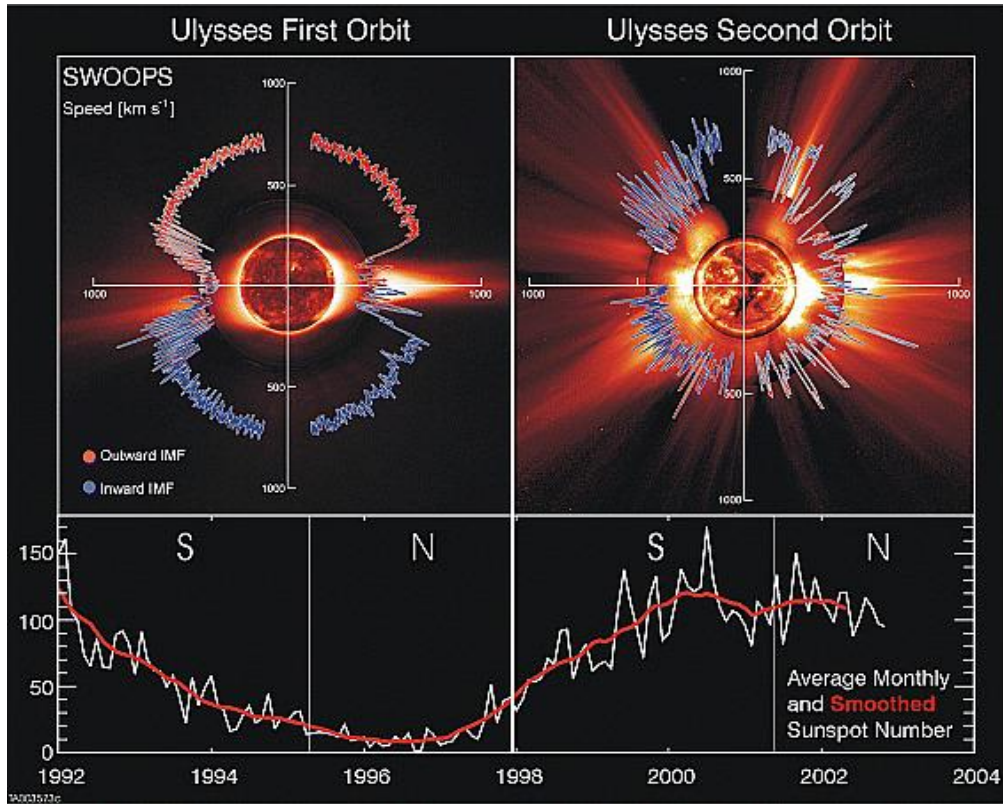 Ulysses First Orbit
Ulysses Second Orbit
SWOOPS
Speed [km s⁻¹]
1000
500
1000
1000
500
1000
Outward IMF
Inward IMF
1000
500
1000
500
1000
S
N
S
N
150
100
50
0
Average Monthly
and Smoothed
Sunspot Number
1992
1994
1996
1998
2000
2002
2004